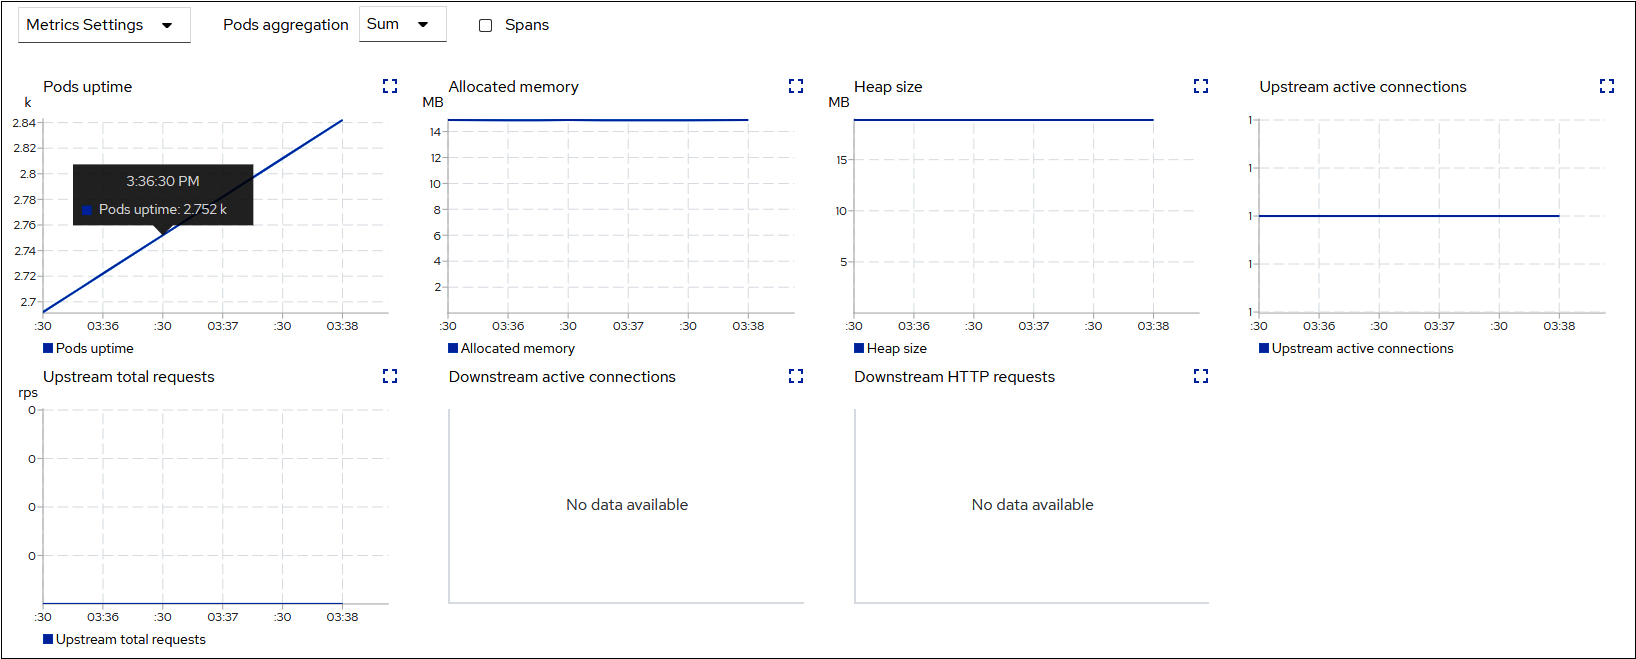 Metrics Settings Pods aggregation Sum Spans
Pods uptime
k
2.84
2.82
2.8
2.78
2.76
2.74
2.72
2.7
3:36:30 PM
Pods uptime: 2.752 k
:30 03:36 :30 03:37 :30 03:38
Pods uptime
Allocated memory
MB
14
12
10
8
6
4
2
:30 03:36 :30 03:37 :30 03:38
Allocated memory
Heap size
MB
15
10
5
:30 03:36 :30 03:37 :30 03:38
Heap size
Upstream active connections
1
1
1
1
1
:30 03:36 :30 03:37 :30 03:38
Upstream active connections
Upstream total requests
rps
0
0
0
0
:30 03:36 :30 03:37 :30 03:38
Upstream total requests
Downstream active connections
No data available
Downstream HTTP requests
No data available